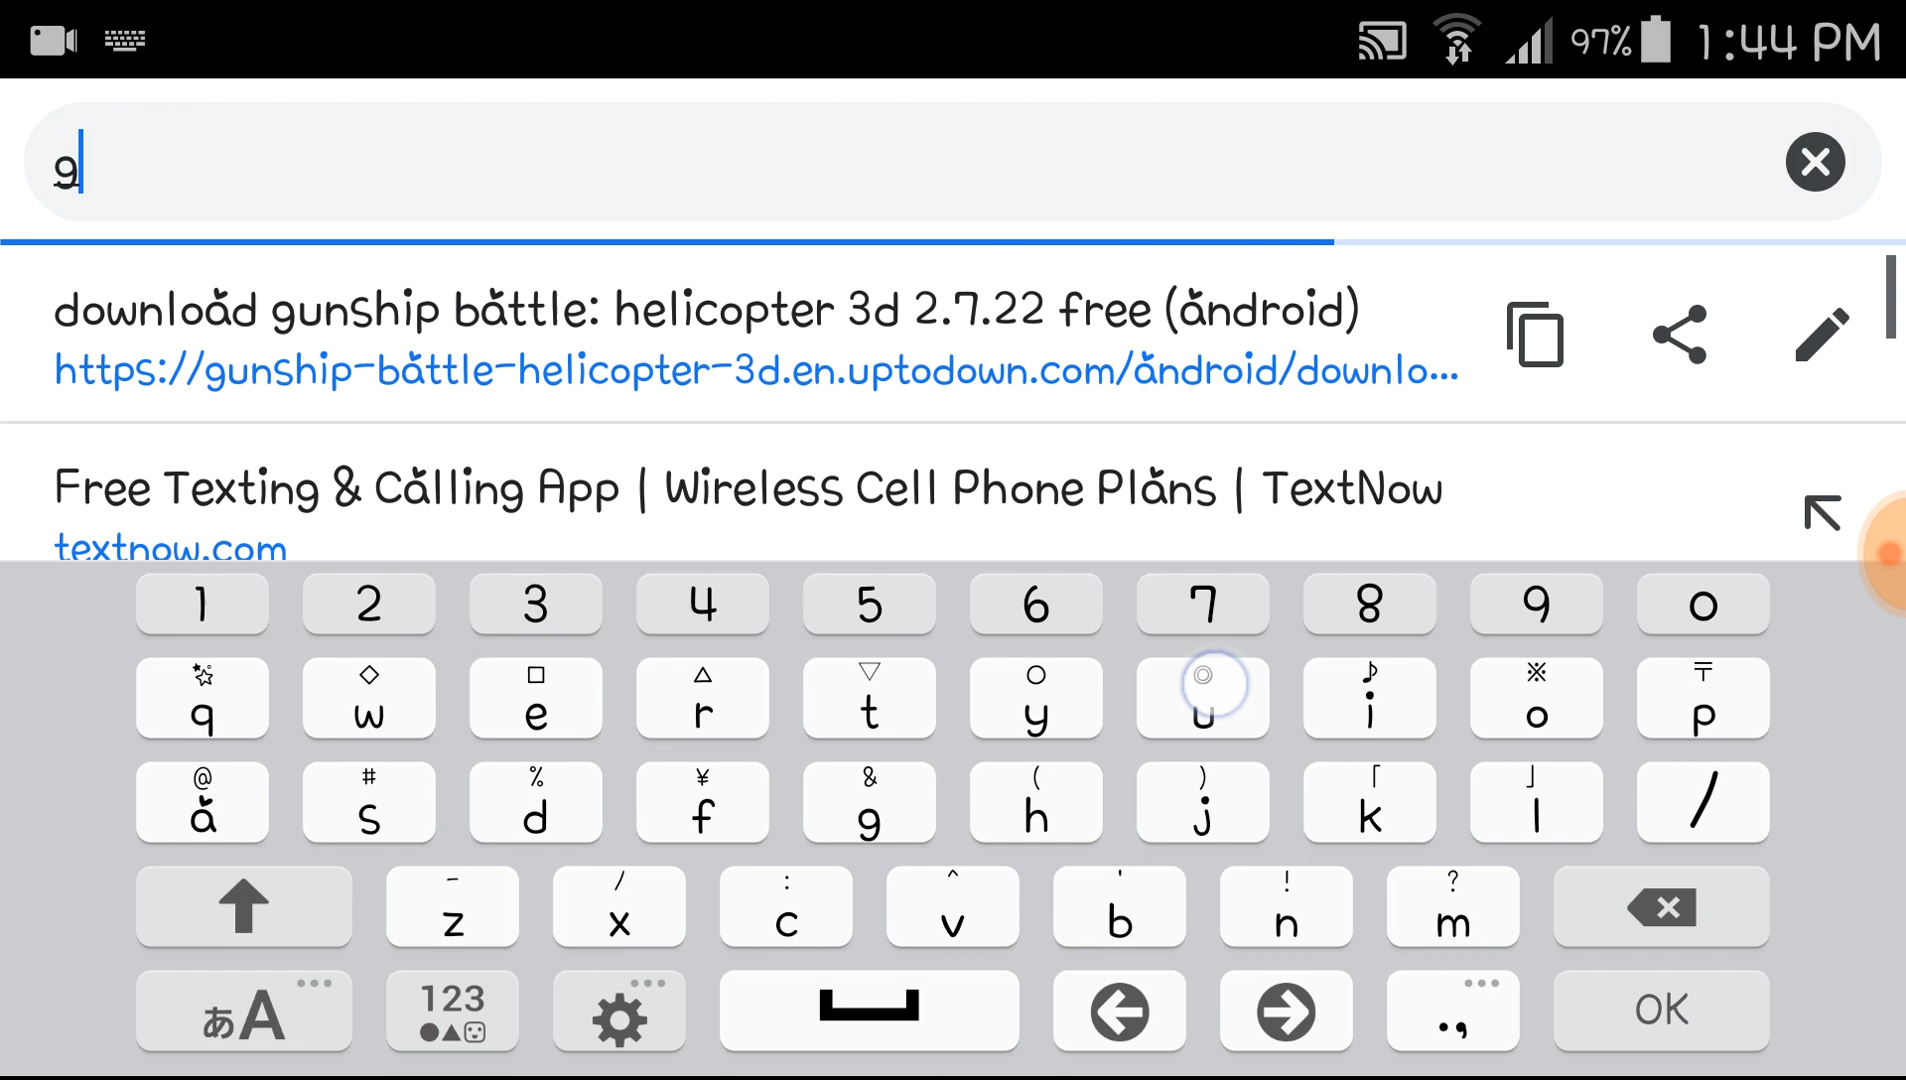 97% 1:44 PM
g
download gunship battle: helicopter 3d 2.7.22 free (android)
https://gunship-battle-helicopter-3d.en.uptodown.com/android/downlo...
Free Texting & Calling App | Wireless Cell Phone Plans | TextNow
textnow.com
1 2 3 4 5 6 7 8 9 0
☆ ◇ □ △ ▽ ○ ◎ ♪ ※ 〒
q w e r t y u i o p
@ # % ¥ & ( ) 「 」
a s d f g h j k l /
- / : ^ ' ! ?
z x c v b n m
あA 123 ., OK